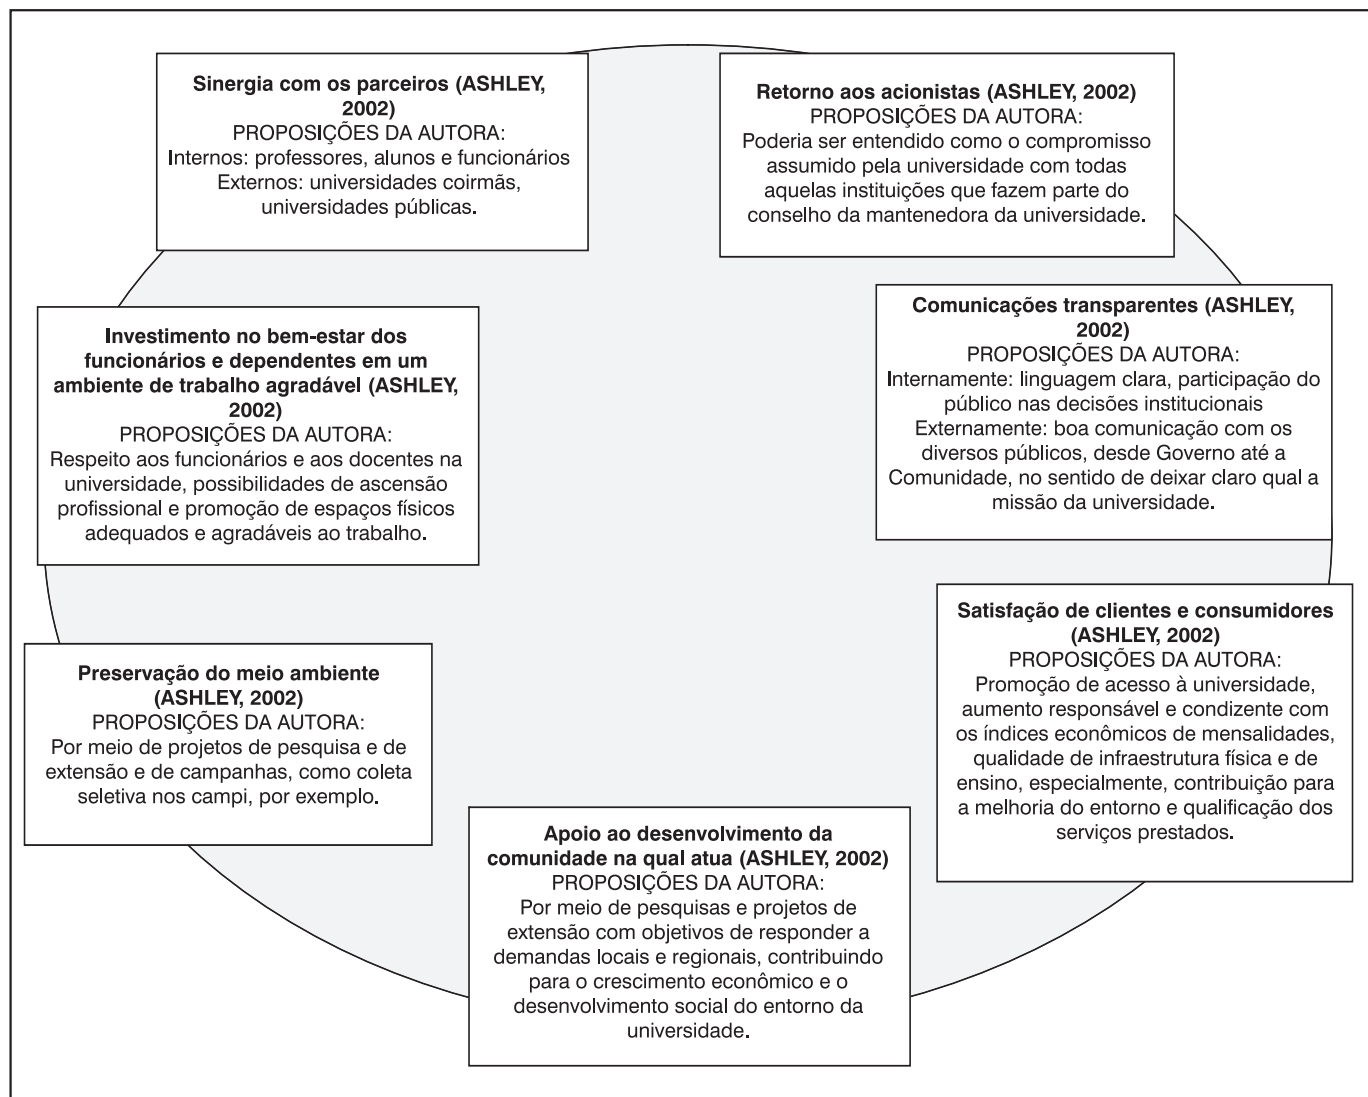 Sinergia com os parceiros (ASHLEY,
2002)
PROPOSIÇÕES DA AUTORA:
Internos: professores, alunos e funcionários
Externos: universidades coirmãs,
universidades públicas.
Retorno aos acionistas (ASHLEY, 2002)
PROPOSIÇÕES DA AUTORA:
Poderia ser entendido como o compromisso
assumido pela universidade com todas
aquelas instituições que fazem parte do
conselho da mantenedora da universidade.
Investimento no bem-estar dos
funcionários e dependentes em um
ambiente de trabalho agradável (ASHLEY,
2002)
PROPOSIÇÕES DA AUTORA:
Respeito aos funcionários e aos docentes na
universidade, possibilidades de ascensão
profissional e promoção de espaços físicos
adequados e agradáveis ao trabalho.
Comunicações transparentes (ASHLEY,
2002)
PROPOSIÇÕES DA AUTORA:
Internamente: linguagem clara, participação do
público nas decisões institucionais
Externamente: boa comunicação com os
diversos públicos, desde Governo até a
Comunidade, no sentido de deixar claro qual a
missão da universidade.
Preservação do meio ambiente
(ASHLEY, 2002)
PROPOSIÇÕES DA AUTORA:
Por meio de projetos de pesquisa e de
extensão e de campanhas, como coleta
seletiva nos campi, por exemplo.
Satisfação de clientes e consumidores
(ASHLEY, 2002)
PROPOSIÇÕES DA AUTORA:
Promoção de acesso à universidade,
aumento responsável e condizente com
os índices econômicos de mensalidades,
qualidade de infraestrutura física e de
ensino, especialmente, contribuição para
a melhoria do entorno e qualificação dos
serviços prestados.
Apoio ao desenvolvimento da
comunidade na qual atua (ASHLEY, 2002)
PROPOSIÇÕES DA AUTORA:
Por meio de pesquisas e projetos de
extensão com objetivos de responder a
demandas locais e regionais, contribuindo
para o crescimento econômico e o
desenvolvimento social do entorno da
universidade.